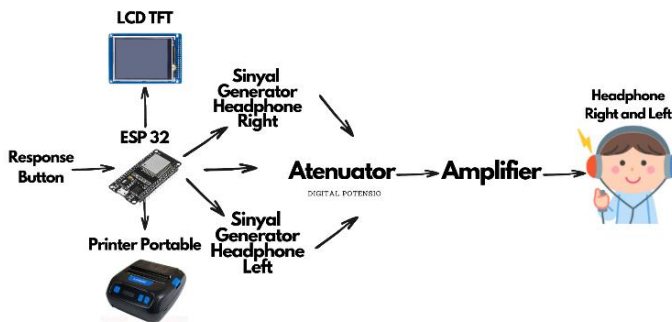 LCD TFT
Sinyal
Generator
Headphone
Right
Headphone
Right and Left
ESP 32
Response
Button
Atenuator
DIGITAL POTENSIO
Amplifier
Printer Portable
Sinyal
Generator
Headphone
Left